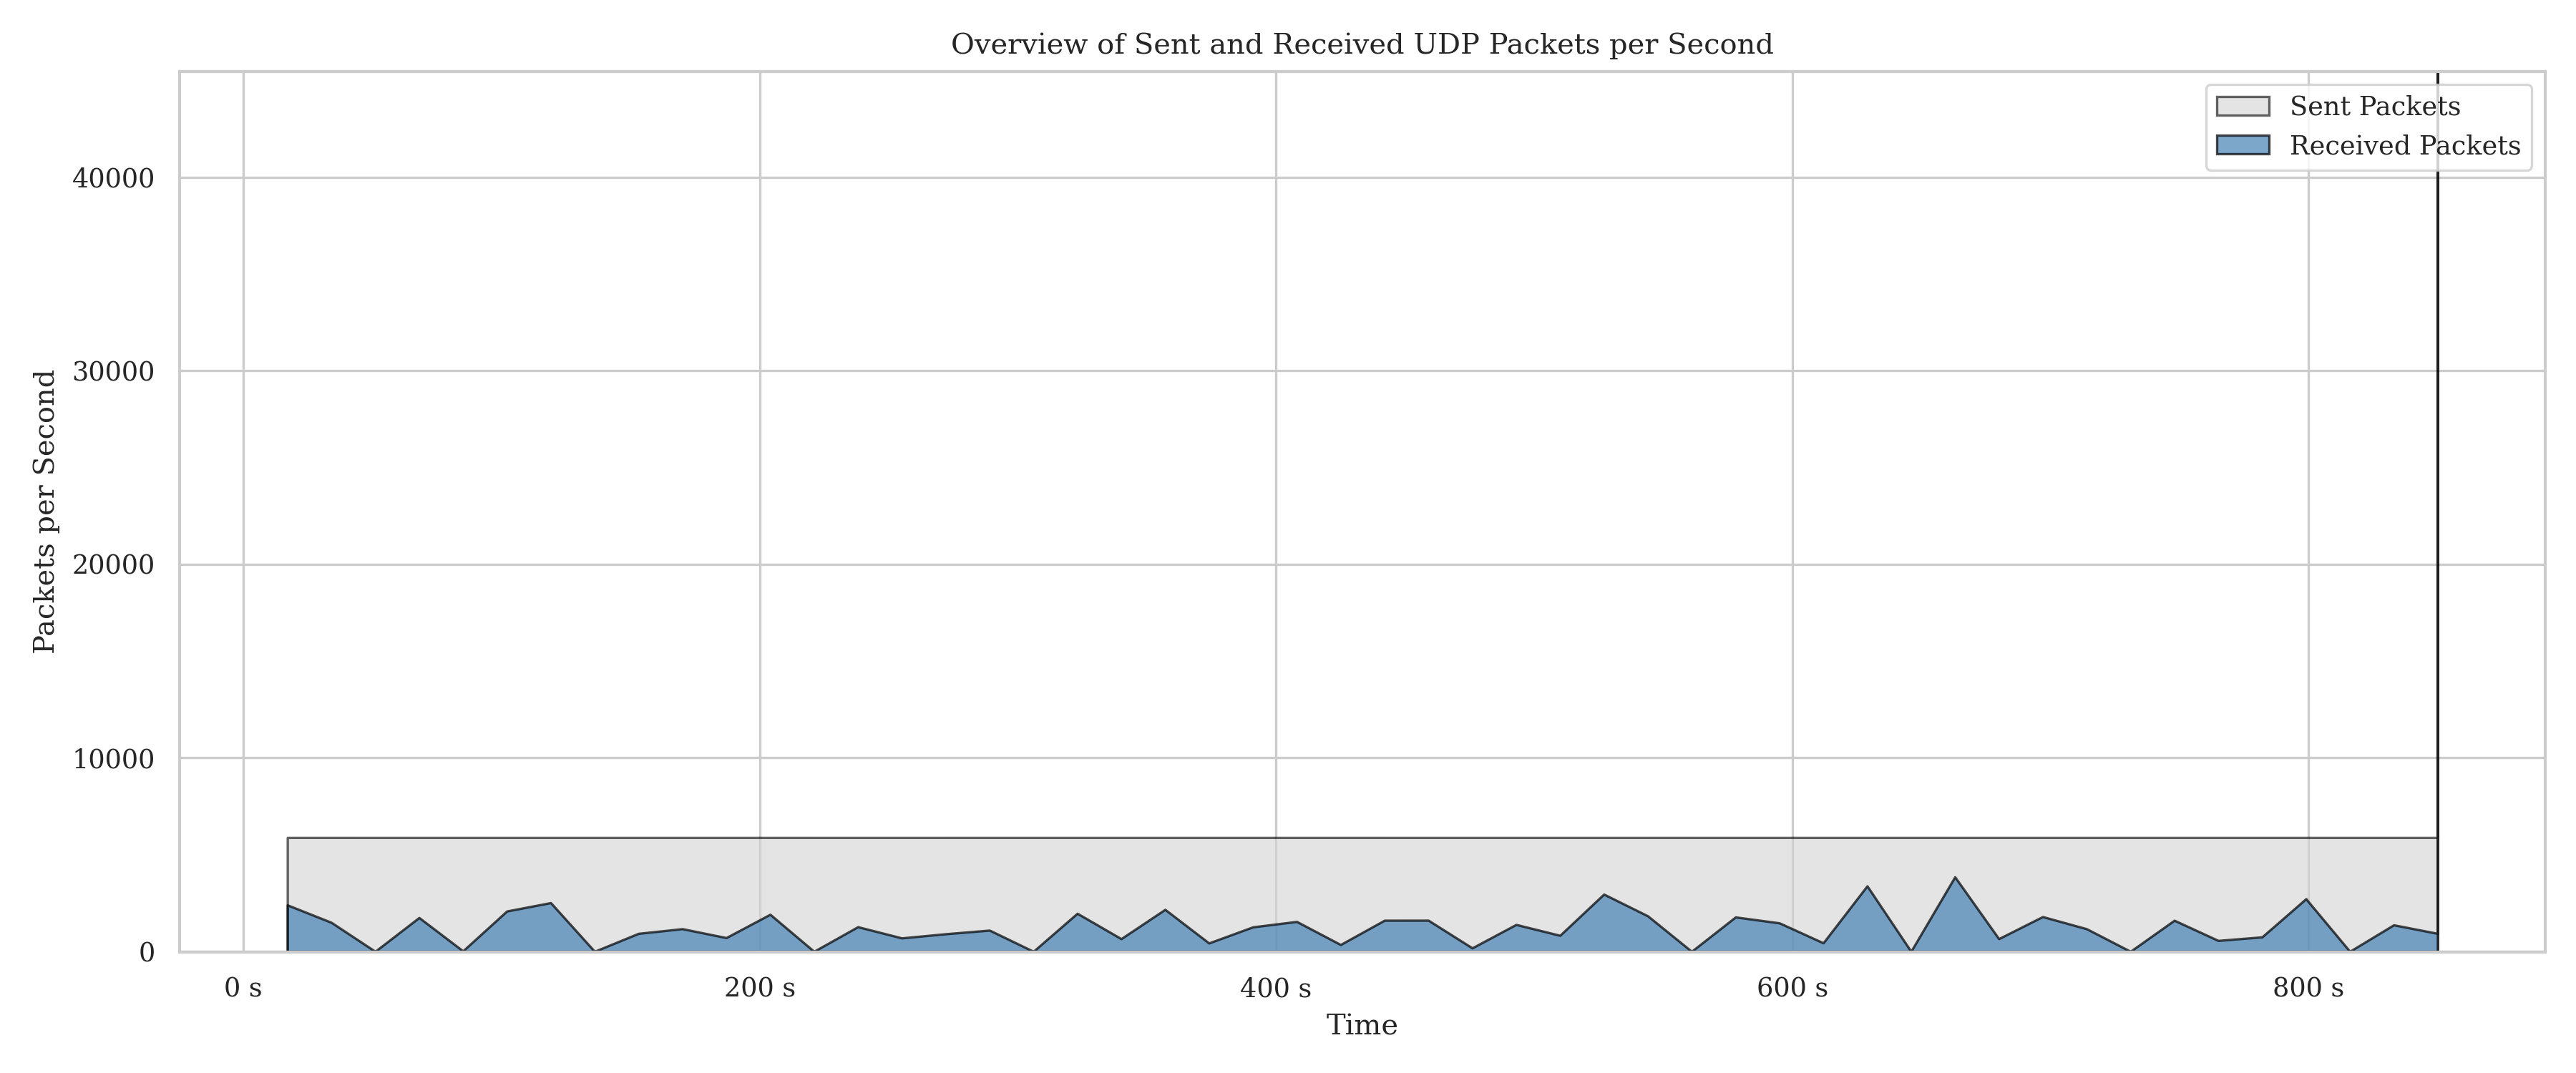 Overview of Sent and Received UDP Packets per Second
Sent Packets
Received Packets
Packets per Second
40000
30000
20000
10000
0
0 s
200 s
400 s
600 s
800 s
Time